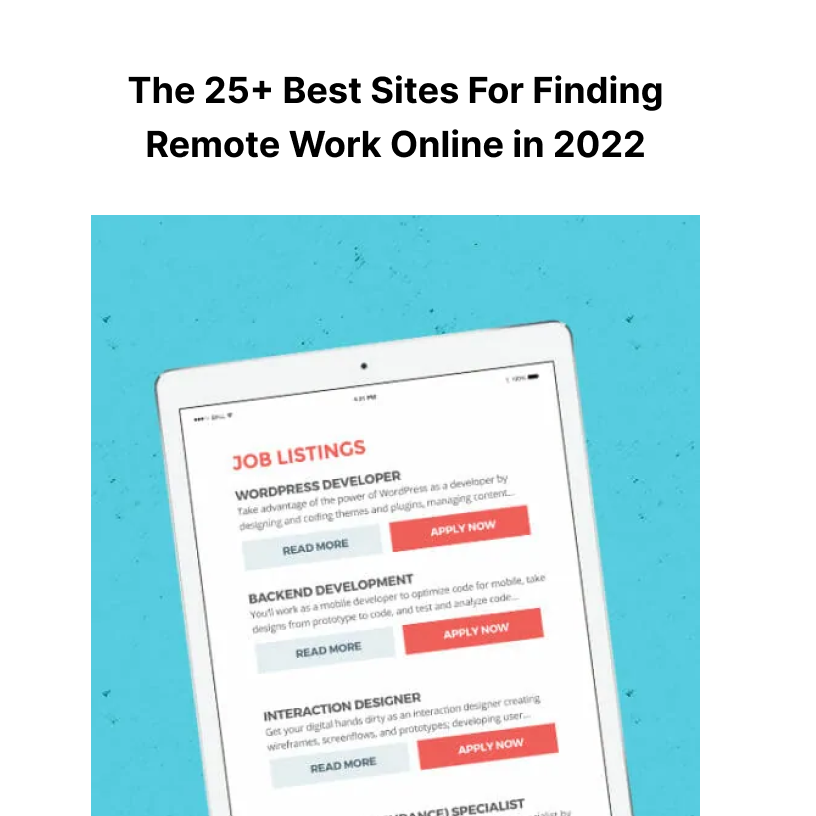 The 25+ Best Sites For Finding
Remote Work Online in 2022
4:21 PM
100%
JOB LISTINGS
WORDPRESS DEVELOPER
Take advantage of the power of WordPress as a developer by
designing and coding themes and plugins, managing content...
READ MORE
APPLY NOW
BACKEND DEVELOPMENT
You'll work as a mobile developer to optimize code for mobile, take
designs from prototype to code, and test and analyze code...
READ MORE
APPLY NOW
INTERACTION DESIGNER
Get your digital hands dirty as an interaction designer creating
wireframes, screenflows, and prototypes; developing user...
READ MORE
APPLY NOW
SPECIALIST